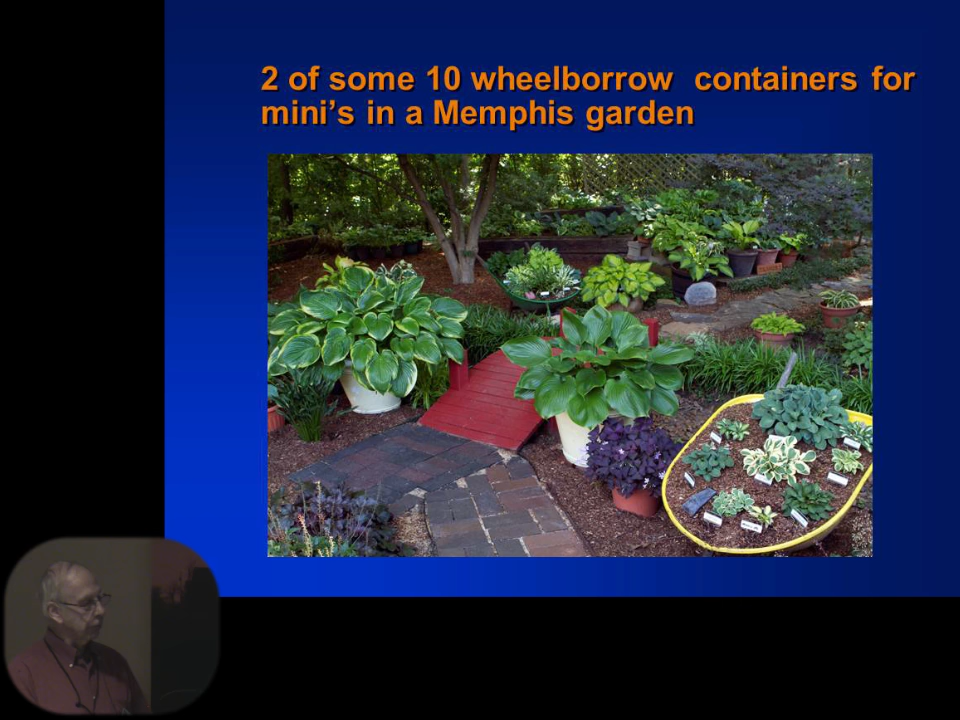 2 of some 10 wheelborrow containers for
mini's in a Memphis garden